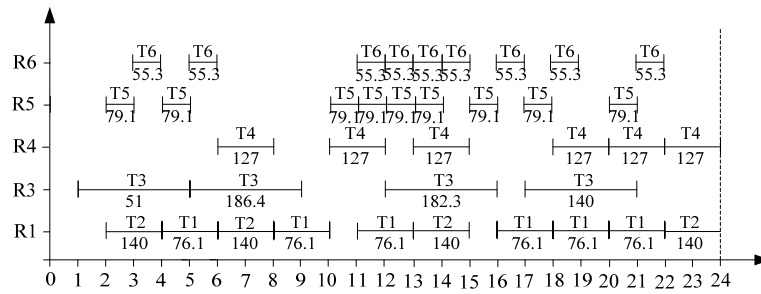 T6 T6 T6 T6 T6 T6 T6 T6 T6
R6
55.3 55.3 55.3 55.3 55.3 55.3 55.3 55.3 55.3
T5 T5 T5 T5 T5 T5 T5 T5 T5
R5
79.1 79.1 79.1 79.1 79.1 79.1 79.1 79.1 79.1
T4 T4 T4 T4 T4 T4
R4
127 127 127 127 127 127
T3 T3 T3 T3
R3
51 186.4 182.3 140
T2 T1 T2 T1 T1 T2 T1 T1 T1 T2
R1
140 76.1 140 76.1 76.1 140 76.1 76.1 76.1 140
0 1 2 3 4 5 6 7 8 9 10 11 12 13 14 15 16 17 18 19 20 21 22 23 24